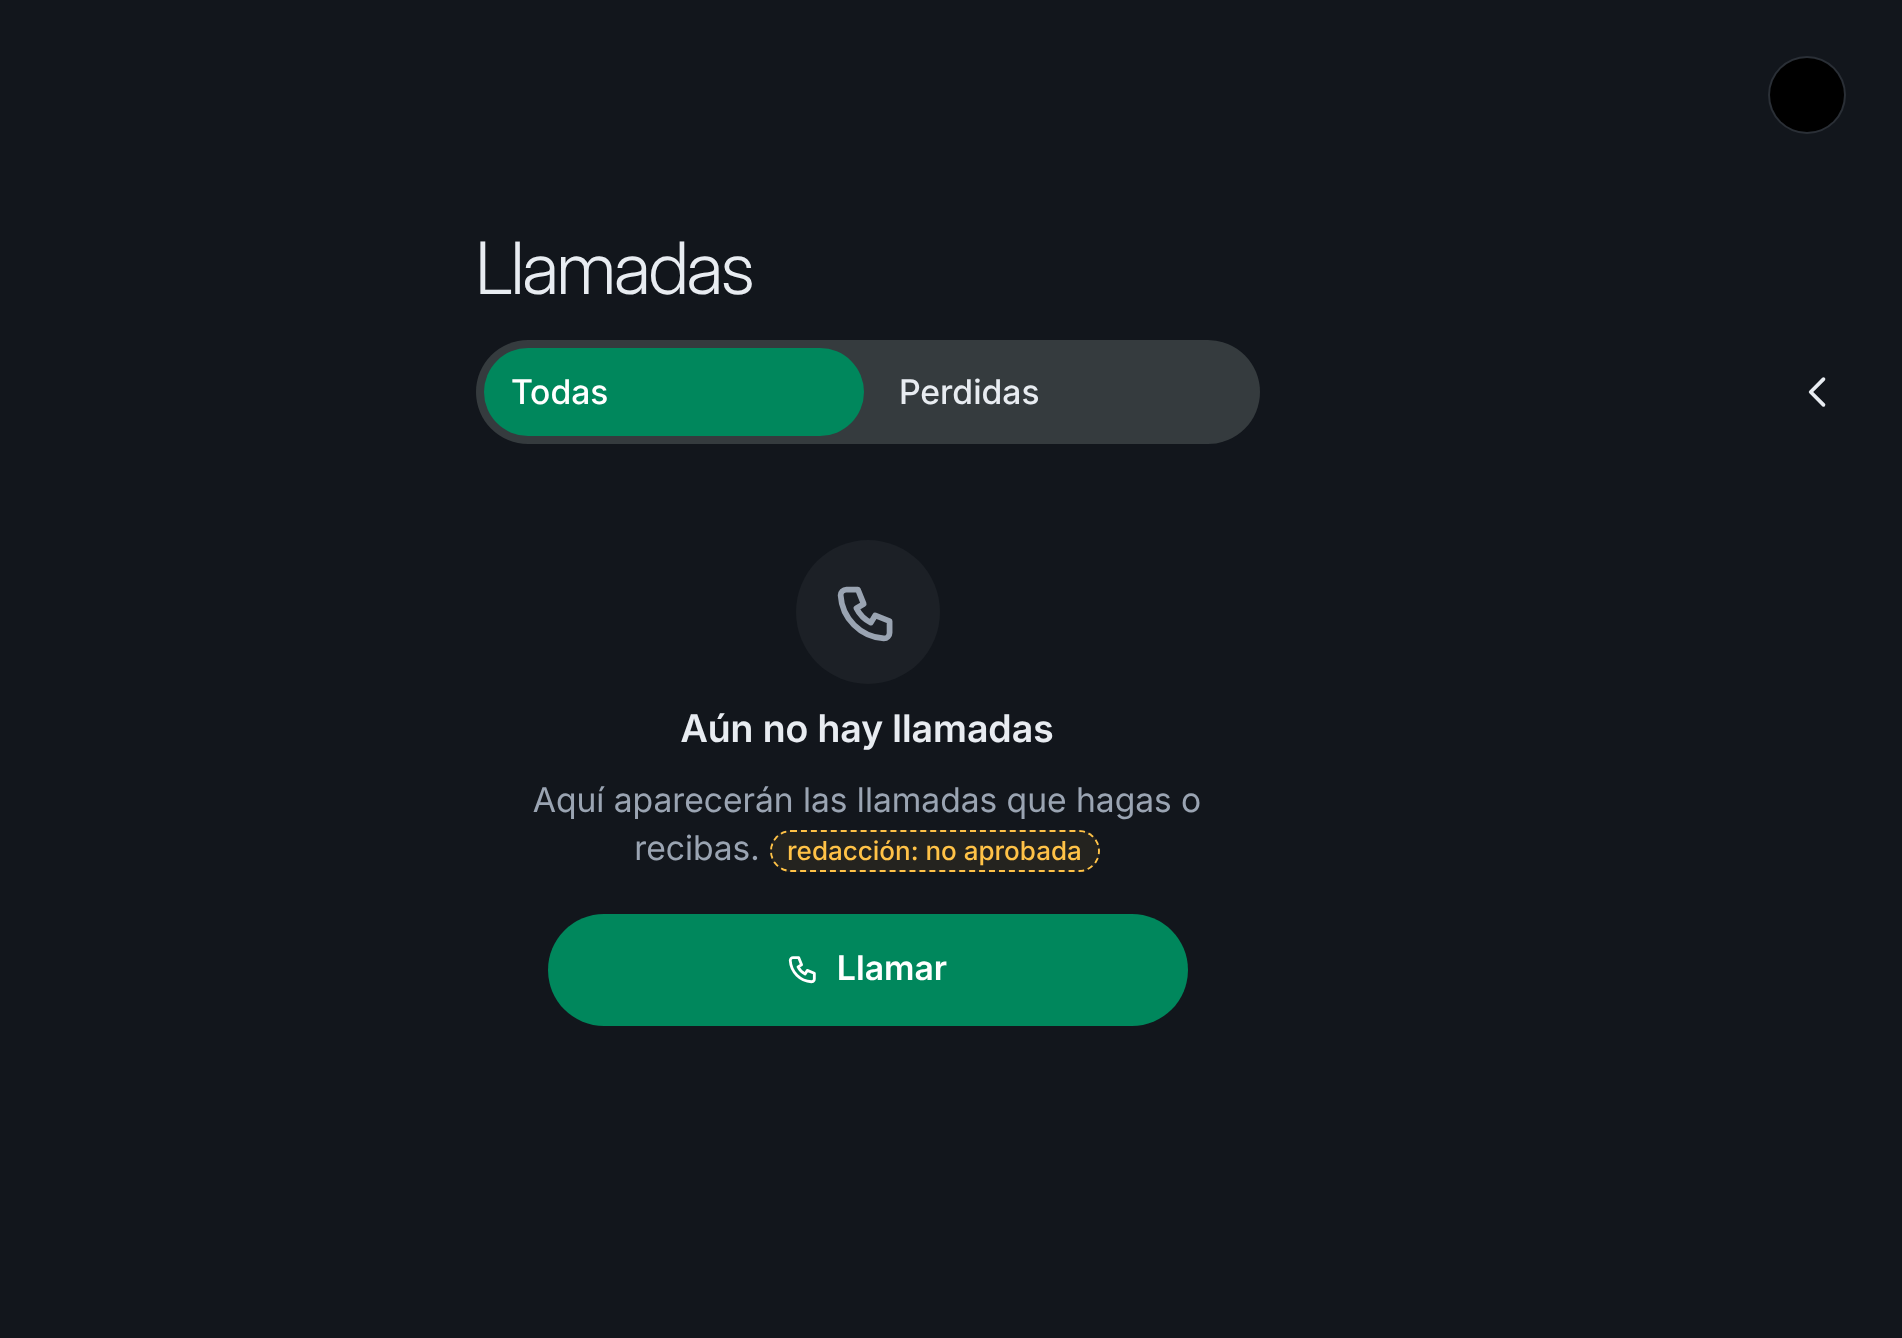 Llamadas
Todas
Perdidas
Aún no hay llamadas
Aquí aparecerán las llamadas que hagas o
recibas. redacción: no aprobada
Llamar